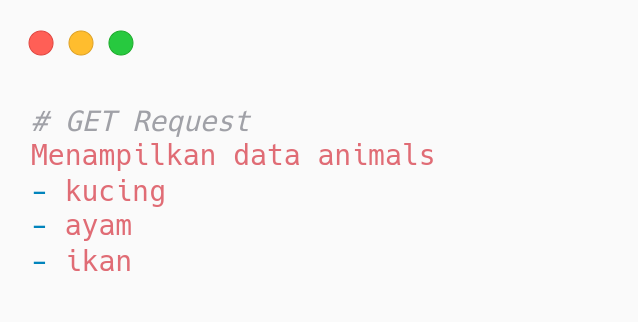 # GET Request
Menampilkan data animals
- kucing
- ayam
- ikan